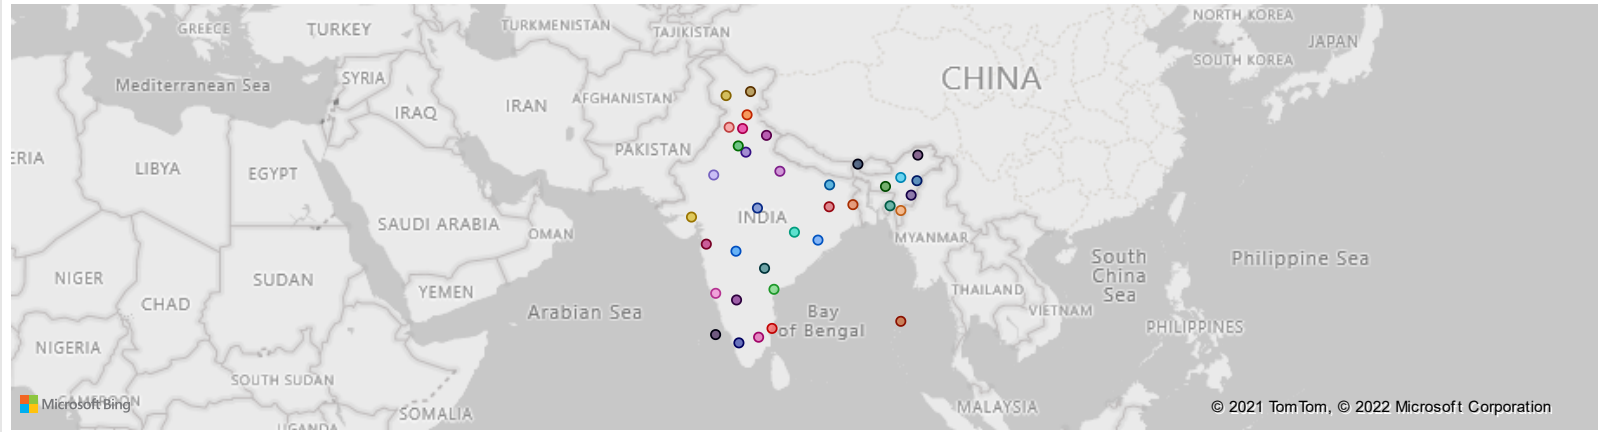 GREECE
TURKEY
TURKMENISTAN
TAJIKISTAN
NORTH KOREA
JAPAN
SOUTH KOREA
Mediterranean Sea
SYRIA
IRAQ
IRAN
AFGHANISTAN
CHINA
ERIA
LIBYA
EGYPT
PAKISTAN
SAUDI ARABIA
OMAN
INDIA
MYANMAR
NIGER
CHAD
SUDAN
YEMEN
Arabian Sea
Bay
of Bengal
THAILAND
VIETNAM
South
China
Sea
Philippine Sea
PHILIPPINES
NIGERIA
SOUTH SUDAN
CAMEROON
UGANDA
SOMALIA
MALAYSIA
Microsoft Bing
© 2021 TomTom, © 2022 Microsoft Corporation